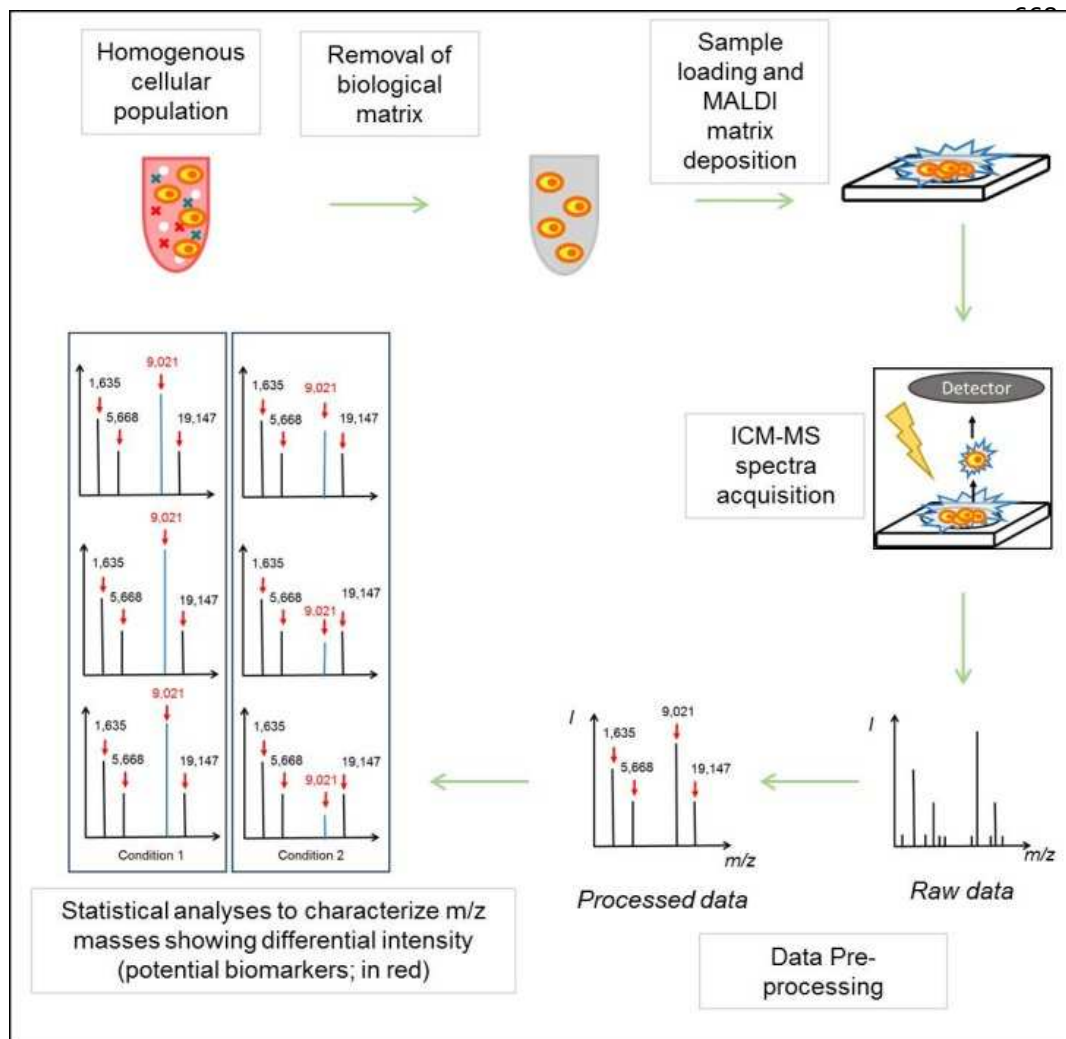 Homogenous
cellular
population
Removal of
biological
matrix
Sample
loading and
MALDI
matrix
deposition
Detector
ICM-MS
spectra
acquisition
I
m/z
Raw data
Data Pre-
processing
I
1,635
5,668
9,021
19,147
m/z
Processed data
1,635
5,668
9,021
19,147
1,635
5,668
9,021
19,147
1,635
5,668
9,021
19,147
Condition 1
1,635
5,668
9,021
19,147
1,635
5,668
9,021
19,147
1,635
5,668
9,021
19,147
Condition 2
Statistical analyses to characterize m/z
masses showing differential intensity
(potential biomarkers; in red)